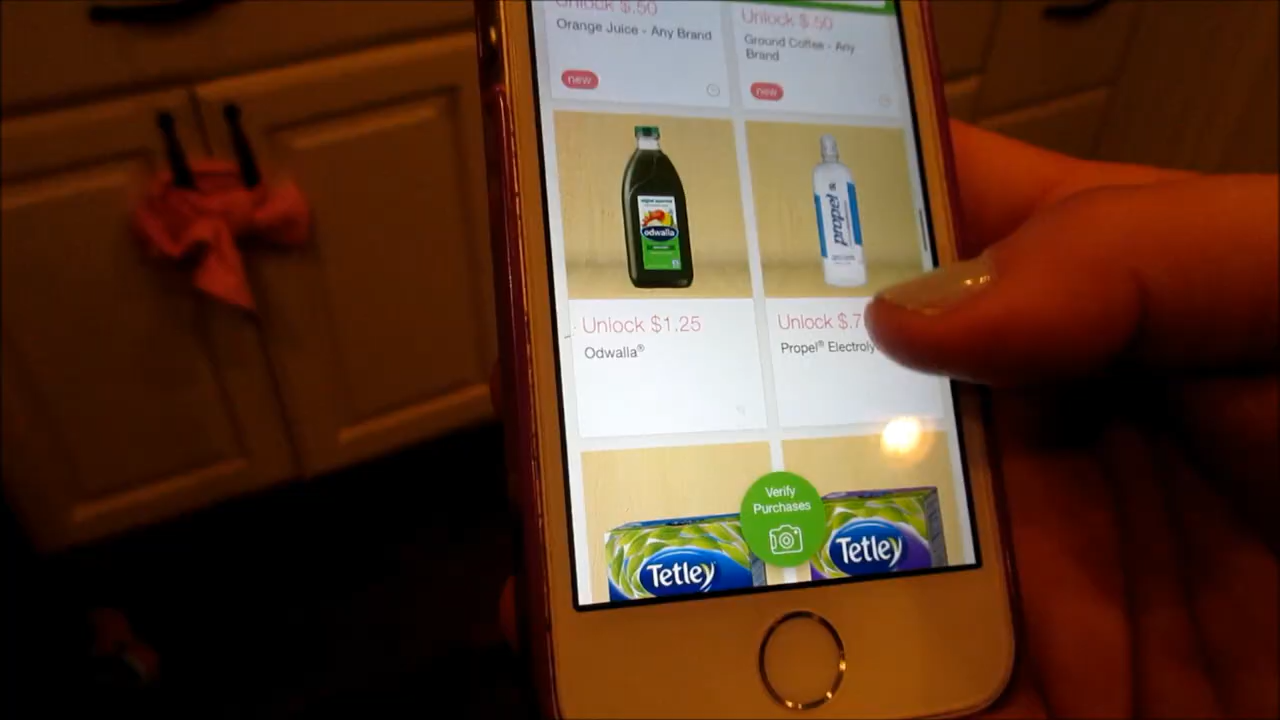 Unlock $.50
Orange Juice - Any Brand
new
Unlock $.50
Ground Coffee - Any
Brand
new
odwalla
propel
Unlock $1.25
Odwalla®
Unlock $.7
Propel® Electroly
Verify
Purchases
Tetley
Tetley